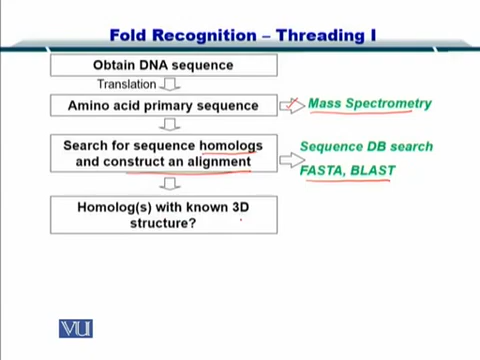 Fold Recognition – Threading I
Obtain DNA sequence
Translation
Amino acid primary sequence
Mass Spectrometry
Search for sequence homologs
and construct an alignment
Sequence DB search
FASTA, BLAST
Homolog(s) with known 3D
structure?
VU